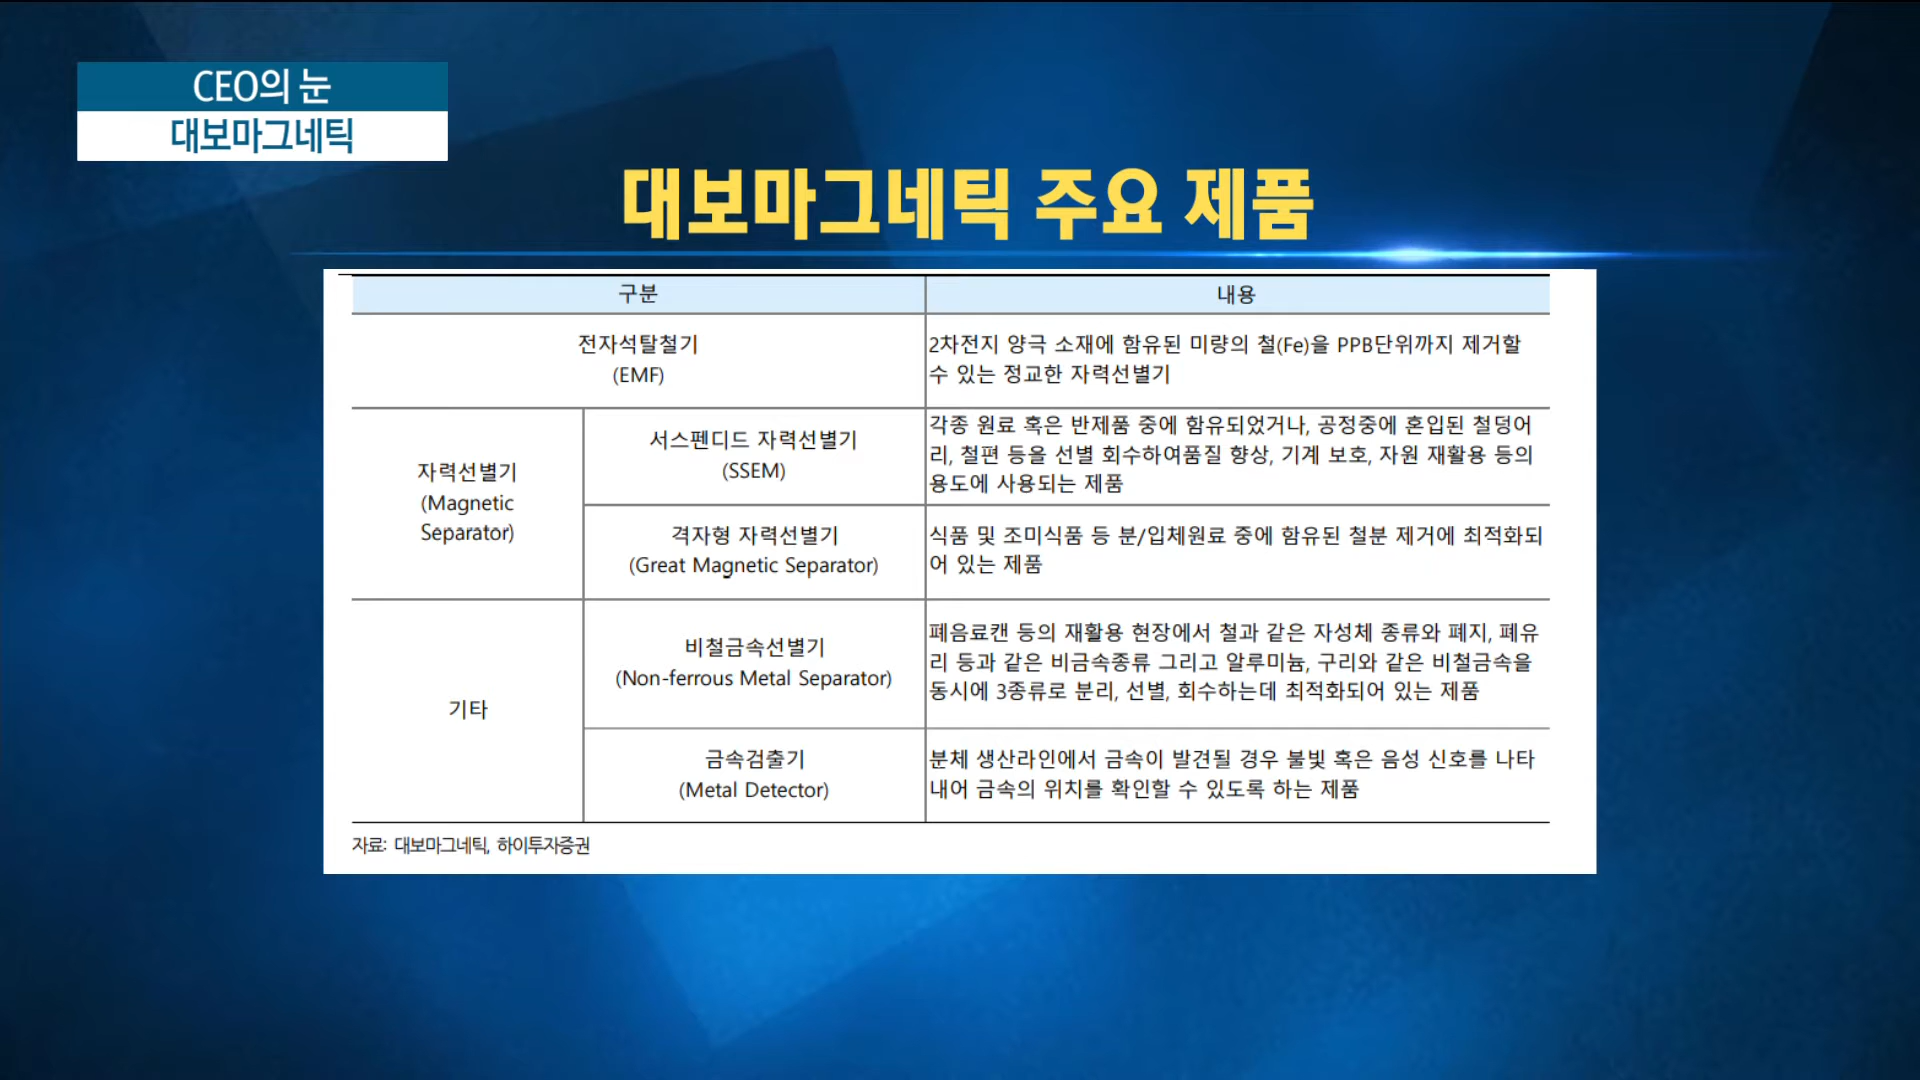 CEO의 눈
대보마그네틱
대보마그네틱 주요 제품
구분
내용
전자석탈철기
(EMF)
2차전지 양극 소재에 함유된 미량의 철(Fe)을 PPB단위까지 제거할
수 있는 정교한 자력선별기
자력선별기
(Magnetic
Separator)
서스펜디드 자력선별기
(SSEM)
각종 원료 혹은 반제품 중에 함유되었거나, 공정중에 혼입된 철덩어
리, 철편 등을 선별 회수하여품질 향상, 기계 보호, 자원 재활용 등의
용도에 사용되는 제품
격자형 자력선별기
(Great Magnetic Separator)
식품 및 조미식품 등 분/입체원료 중에 함유된 철분 제거에 최적화되
어 있는 제품
기타
비철금속선별기
(Non-ferrous Metal Separator)
폐음료캔 등의 재활용 현장에서 철과 같은 자성체 종류와 폐지, 폐유
리 등과 같은 비금속종류 그리고 알루미늄, 구리와 같은 비철금속을
동시에 3종류로 분리, 선별, 회수하는데 최적화되어 있는 제품
금속검출기
(Metal Detector)
분체 생산라인에서 금속이 발견될 경우 불빛 혹은 음성 신호를 나타
내어 금속의 위치를 확인할 수 있도록 하는 제품
자료: 대보마그네틱, 하이투자증권